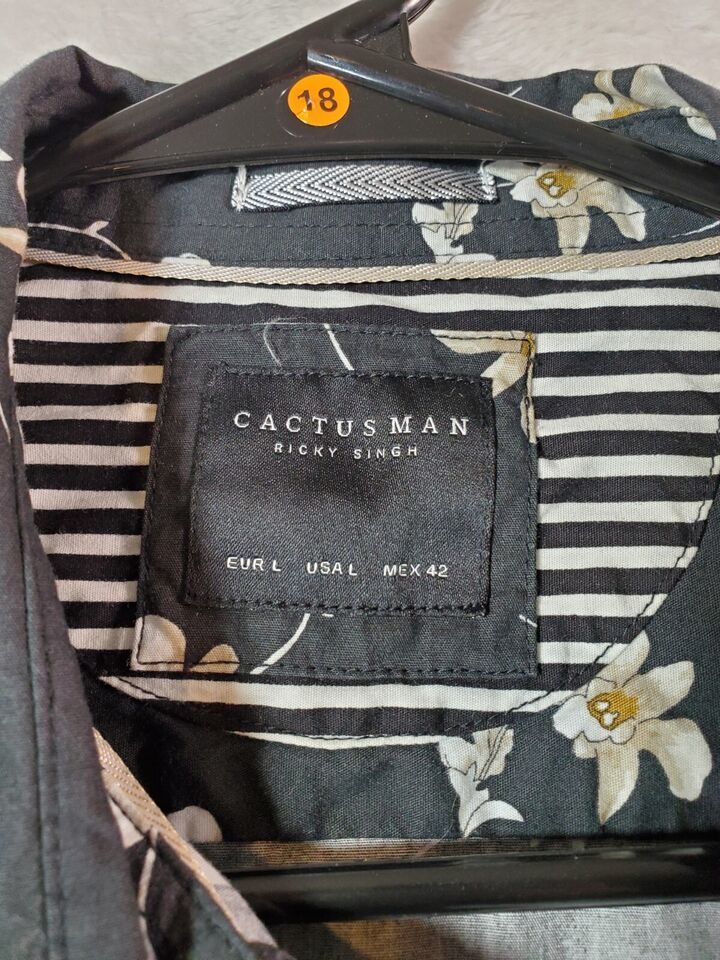 18
CACTUSMAN
RICKY SINGH
EUR L USA L MEX 42